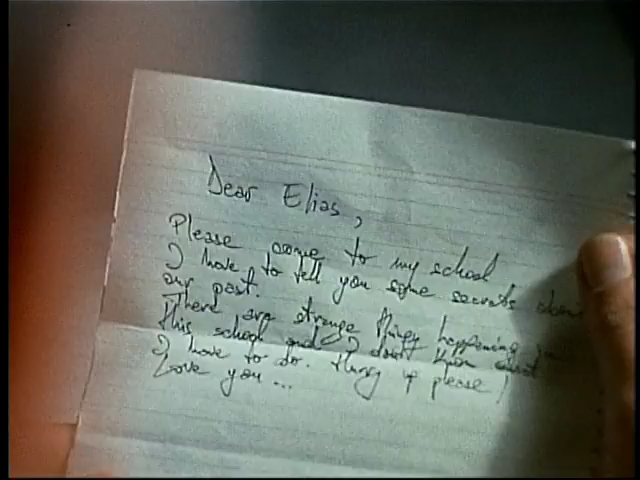 Dear Elias,
Please come to my school
I have to tell you some secrets about
our past.
There are strange things happening in
this school and I don't know what
I have to do. Hurry up please!
Love you...